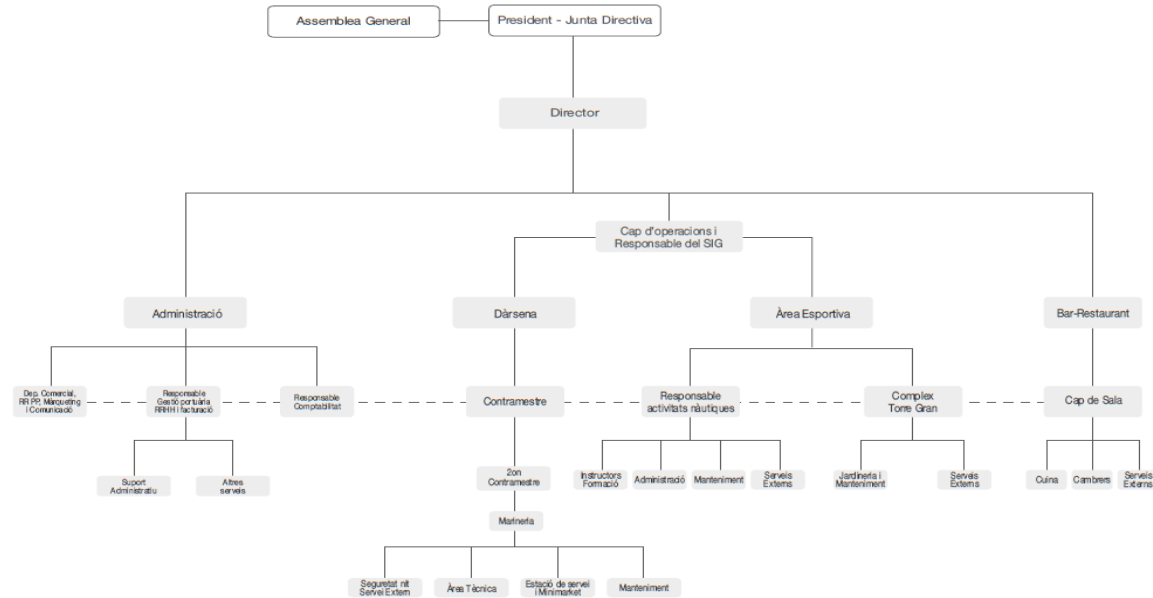 Assemblea General
President - Junta Directiva
Director
Cap d'operacions i
Responsable del SIG
Administració
Dàrsena
Àrea Esportiva
Bar-Restaurant
Dep. Comercial,
RR PP, Màrqueting
i Comunicació
Responsable
Gestió portuària
RRHH i facturació
Responsable
Comptabilitat
Contramestre
Responsable
activitats nàutiques
Complex
Torre Gran
Cap de Sala
Suport
Administratiu
Altres
serveis
2on
Contramestre
Instructors
Formació
Administració
Manteniment
Serveis
Externs
Jardineria i
Manteniment
Serveis
Externs
Cuina
Cambrers
Serveis
Externs
Marineria
Seguretat nit
Servei Extern
Àrea Tècnica
Estació de servei
i Minimarket
Manteniment